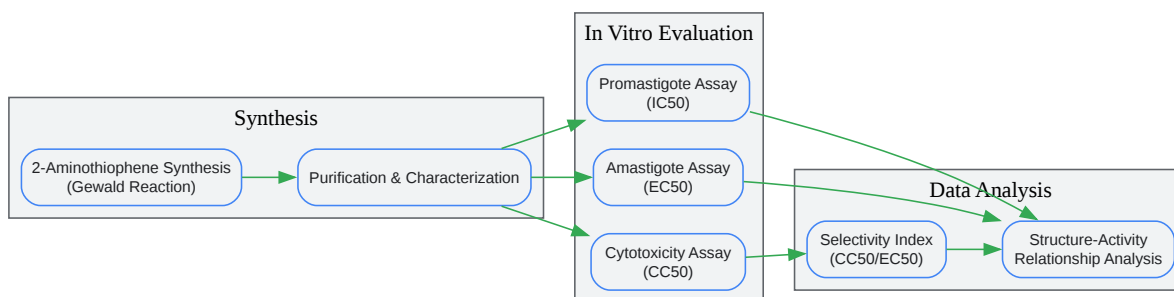 Synthesis
2-Aminothiophene Synthesis
(Gewald Reaction)
Purification & Characterization
In Vitro Evaluation
Promastigote Assay
(IC50)
Amastigote Assay
(EC50)
Cytotoxicity Assay
(CC50)
Data Analysis
Selectivity Index
(CC50/EC50)
Structure-Activity
Relationship Analysis